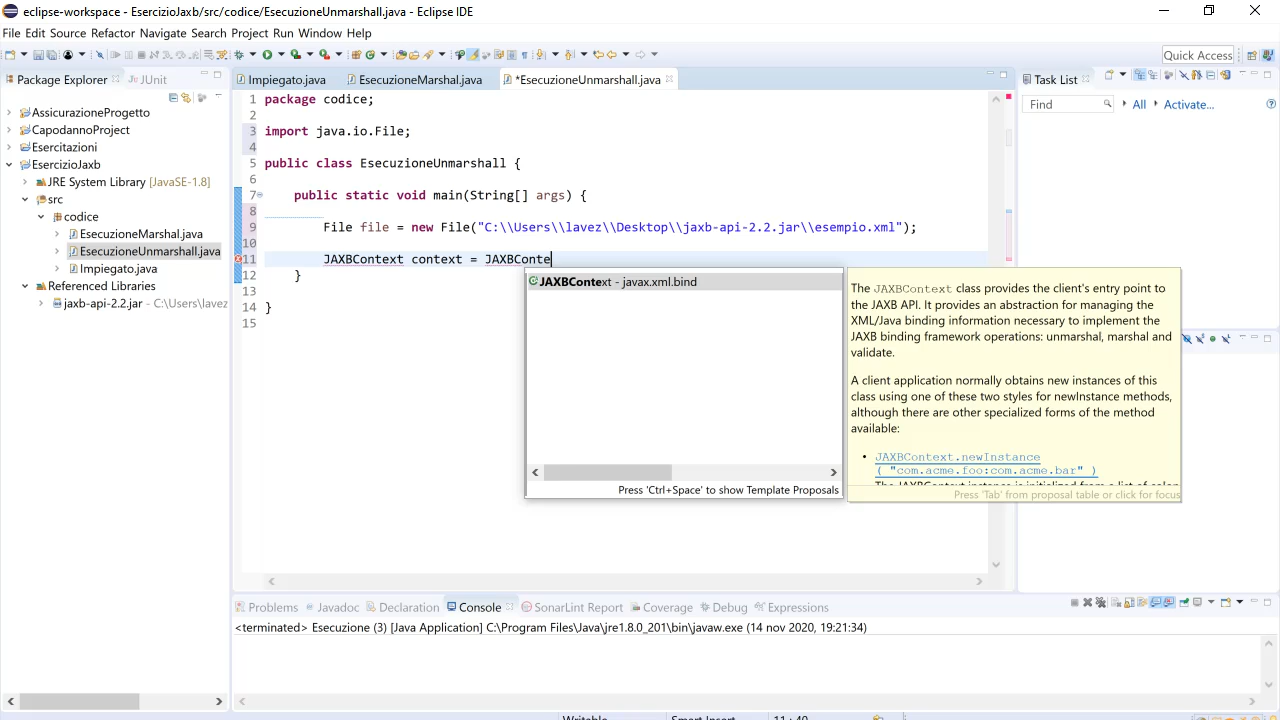 eclipse-workspace - EsercizioJaxb/src/codice/EsecuzioneUnmarshall.java - Eclipse IDE
File Edit Source Refactor Navigate Search Project Run Window Help
Quick Access
Package Explorer
JUnit
Impiegato.java
EsecuzioneMarshal.java
*EsecuzioneUnmarshall.java
Task List
AssicurazioneProgetto
CapodannoProject
Esercitazioni
EsercizioJaxb
JRE System Library [JavaSE-1.8]
src
codice
EsecuzioneMarshal.java
EsecuzioneUnmarshall.java
Impiegato.java
Referenced Libraries
jaxb-api-2.2.jar - C:\Users\lavez
1 package codice;
2
3 import java.io.File;
4
5 public class EsecuzioneUnmarshall {
6
7 public static void main(String[] args) {
8
9 File file = new File("C:\\Users\\lavez\\Desktop\\jaxb-api-2.2.jar\\esempio.xml");
10
11 JAXBContext context = JAXBConte
12 }
13
14 }
15
JAXBContext - javax.xml.bind
Press 'Ctrl+Space' to show Template Proposals
The JAXBContext class provides the client's entry point to
the JAXB API. It provides an abstraction for managing the
XML/Java binding information necessary to implement the
JAXB binding framework operations: unmarshal, marshal and
validate.
A client application normally obtains new instances of this
class using one of these two styles for newInstance methods,
although there are other specialized forms of the method
available:
• JAXBContext.newInstance
( "com.acme.foo:com.acme.bar" )
The JAXBContext instance is initialized from a list of colon
Press 'Tab' from proposal table or click for focus
Find
All
Activate...
Problems
Javadoc
Declaration
Console
SonarLint Report
Coverage
Debug
Expressions
<terminated> Esecuzione (3) [Java Application] C:\Program Files\Java\jre1.8.0_201\bin\javaw.exe (14 nov 2020, 19:21:34)
Writable
Smart Insert
11 : 40